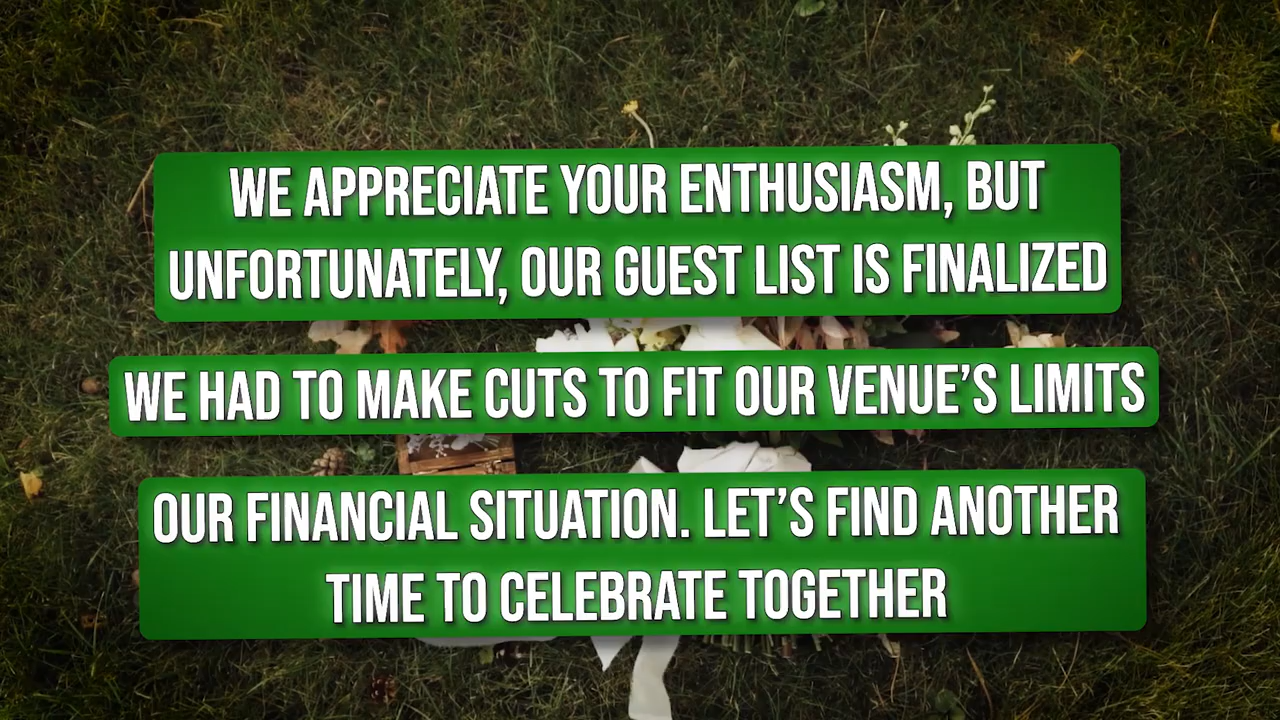 WE APPRECIATE YOUR ENTHUSIASM, BUT
UNFORTUNATELY, OUR GUEST LIST IS FINALIZED
WE HAD TO MAKE CUTS TO FIT OUR VENUE’S LIMITS
OUR FINANCIAL SITUATION. LET’S FIND ANOTHER
TIME TO CELEBRATE TOGETHER